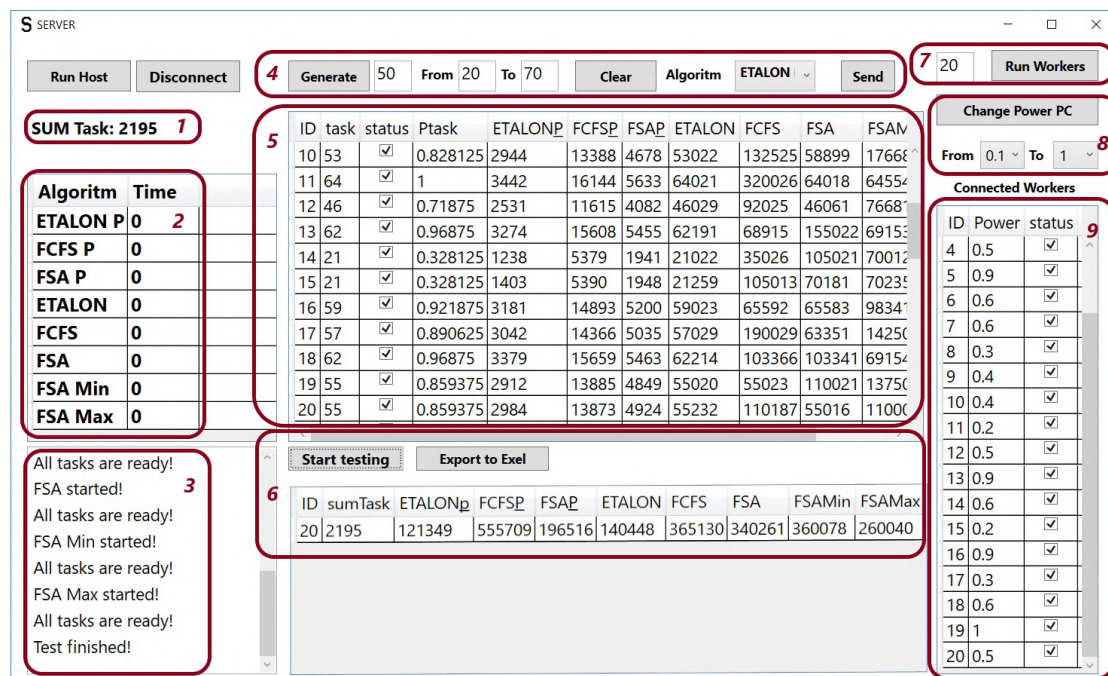 S SERVER
Run Host Disconnect
4 Generate 50 From 20 To 70 Clear Algoritm ETALON Send
7 20 Run Workers
Change Power PC
From 0.1 To 1 8
SUM Task: 2195 1
Algoritm Time
ETALON P 0 2
FCFS P 0
FSA P 0
ETALON 0
FCFS 0
FSA 0
FSA Min 0
FSA Max 0
All tasks are ready!
FSA started! 3
All tasks are ready!
FSA Min started!
All tasks are ready!
FSA Max started!
All tasks are ready!
Test finished!
5
ID task status Ptask ETALONP FCFSP FSAP ETALON FCFS FSA FSAM
10 53 0.828125 2944 13388 4678 53022 132525 58899 17668
11 64 1 3442 16144 5633 64021 320026 64018 64554
12 46 0.71875 2531 11615 4082 46029 92025 46061 76681
13 62 0.96875 3274 15608 5455 62191 68915 155022 69153
14 21 0.328125 1238 5379 1941 21022 35026 105021 70012
15 21 0.328125 1403 5390 1948 21259 105013 70181 70235
16 59 0.921875 3181 14893 5200 59023 65592 65583 98341
17 57 0.890625 3042 14366 5035 57029 190029 63351 14250
18 62 0.96875 3379 15659 5463 62214 103366 103341 69154
19 55 0.859375 2912 13885 4849 55020 55023 110021 13750
20 55 0.859375 2984 13873 4924 55232 110187 55016 11000
Start testing Export to Exel
6
ID sumTask ETALONp FCFSP FSAP ETALON FCFS FSA FSAMin FSAMax
20 2195 121349 555709 196516 140448 365130 340261 360078 260040
Connected Workers
ID Power status 9
4 0.5
5 0.9
6 0.6
7 0.6
8 0.3
9 0.4
10 0.4
11 0.2
12 0.5
13 0.9
14 0.6
15 0.2
16 0.9
17 0.3
18 0.6
19 1
20 0.5